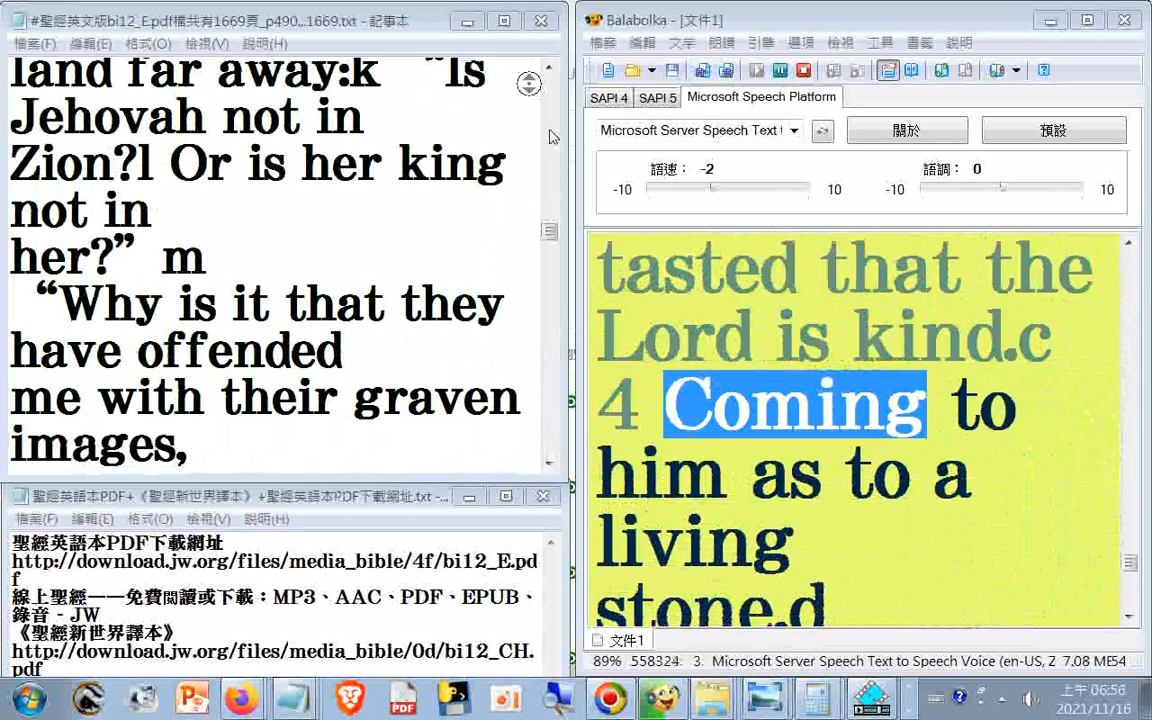 #聖經英文版bi12_E.pdf檔共有1669頁_p490,..1669.txt - 記事本
檔案(F) 編輯(E) 格式(O) 檢視(V) 說明(H)
land far away:k “Is
Jehovah not in
Zion?l Or is her king
not in
her?” m
“Why is it that they
have offended
me with their graven
images,
聖經英語本PDF+《聖經新世界譯本》+聖經英語本PDF下載網址.txt - ...
檔案(F) 編輯(E) 格式(O) 檢視(V) 說明(H)
聖經英語本PDF下載網址
http://download.jw.org/files/media_bible/4f/bi12_E.pd
f
線上聖經——免費閱讀或下載：MP3、AAC、PDF、EPUB、
錄音 - JW
《聖經新世界譯本》
http://download.jw.org/files/media_bible/0d/bi12_CH.
pdf
Balabolka - [文件1]
檔案 編輯 文字 朗讀 引擎 選項 檢視 工具 書籤 說明
SAPI 4 SAPI 5 Microsoft Speech Platform
Microsoft Server Speech Text 關於 預設
語速： -2 語調： 0
-10 10 -10 10
tasted that the
Lord is kind.c
4 Coming to
him as to a
living
stone.d
文件1
89% 558324 3. Microsoft Server Speech Text to Speech Voice (en-US, Z 7.08 ME54
PDF
上午 06:56
2021/11/16